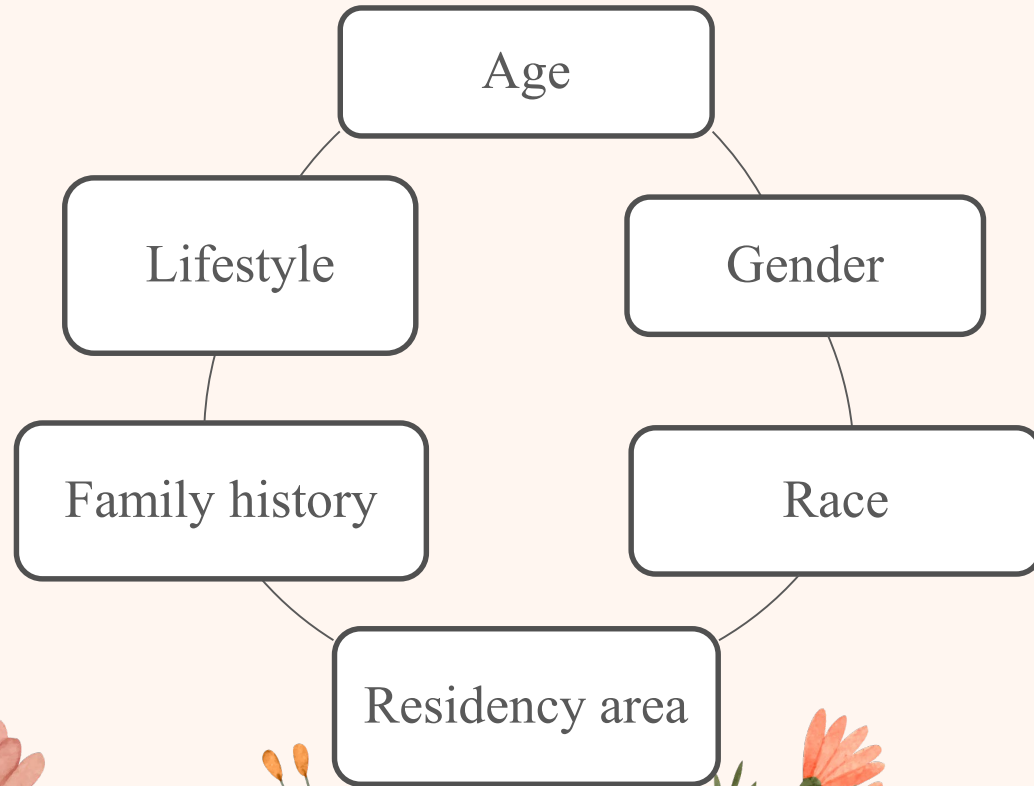 Age
Lifestyle
Gender
Family history
Race
Residency area